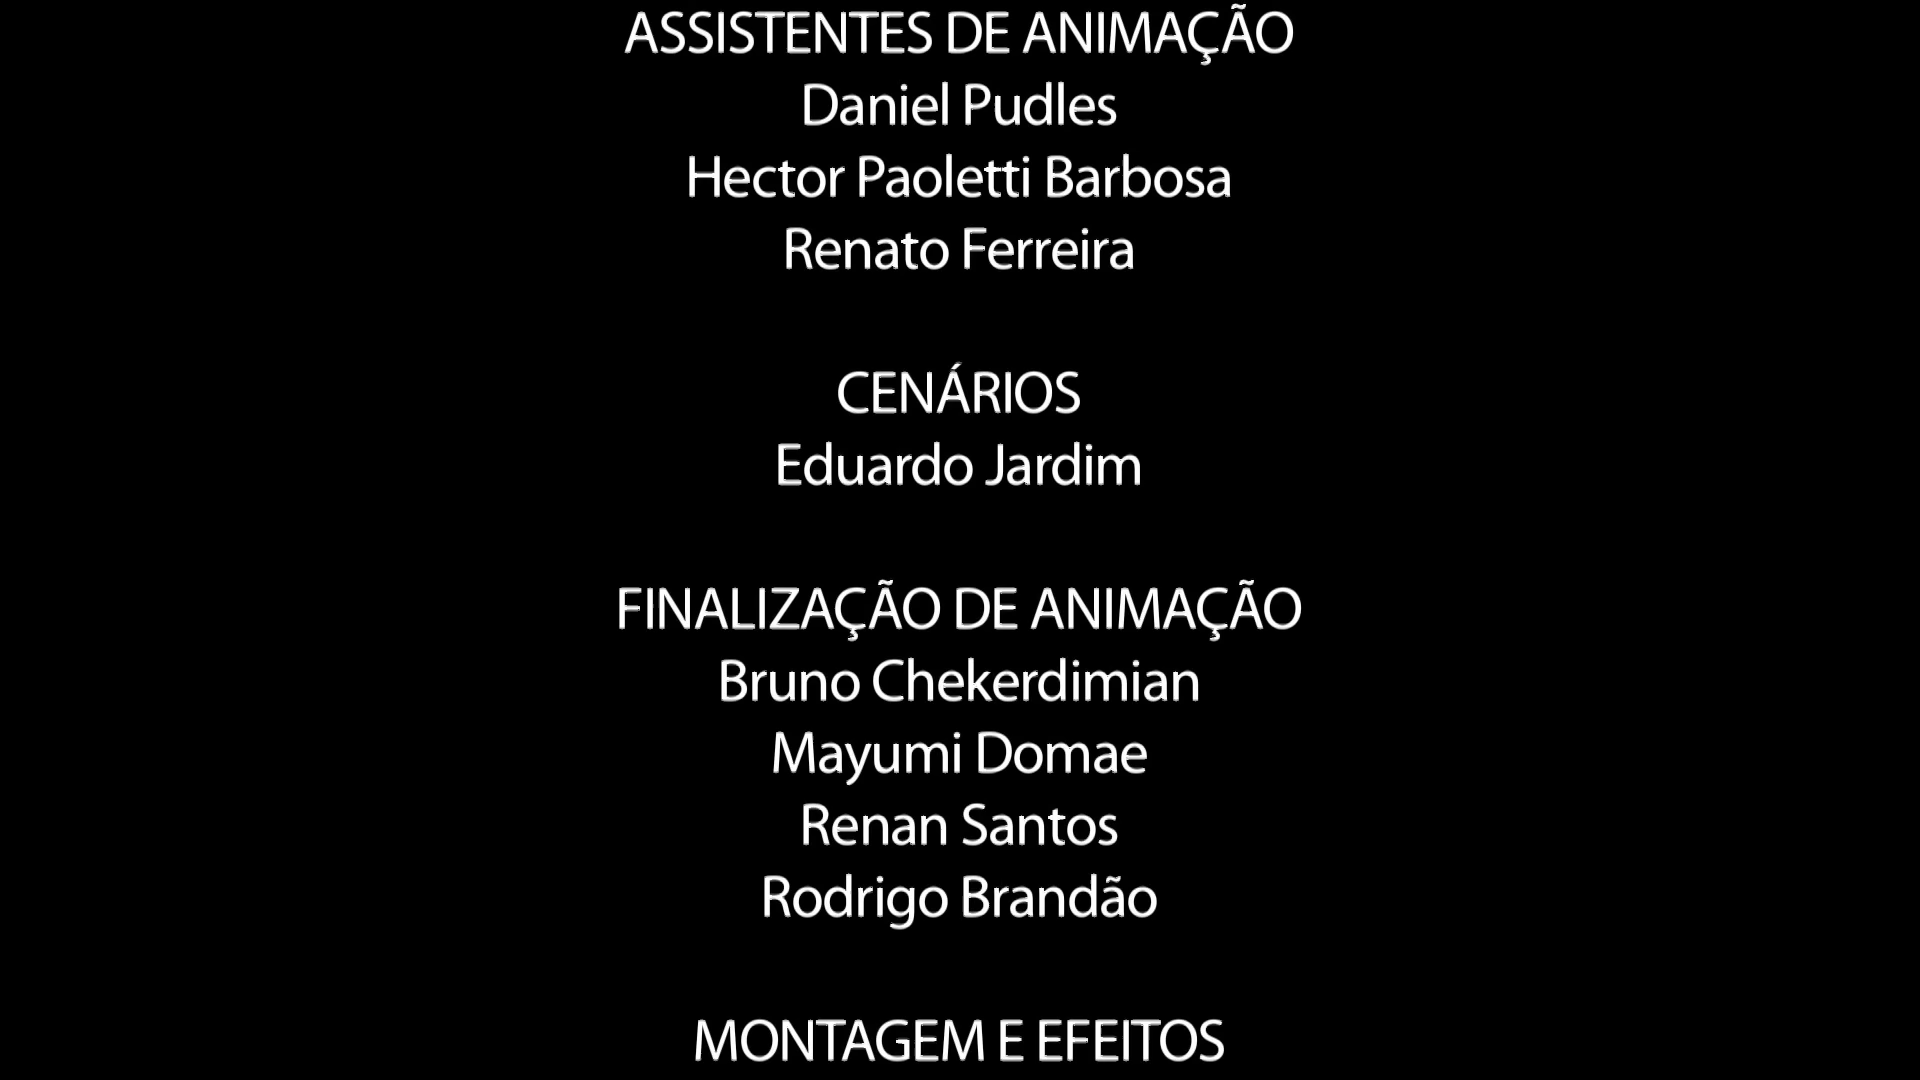 ASSISTENTES DE ANIMAÇÃO
Daniel Pudles
Hector Paoletti Barbosa
Renato Ferreira
CENÁRIOS
Eduardo Jardim
FINALIZAÇÃO DE ANIMAÇÃO
Bruno Chekerdimian
Mayumi Domae
Renan Santos
Rodrigo Brandão
MONTAGEM E EFEITOS